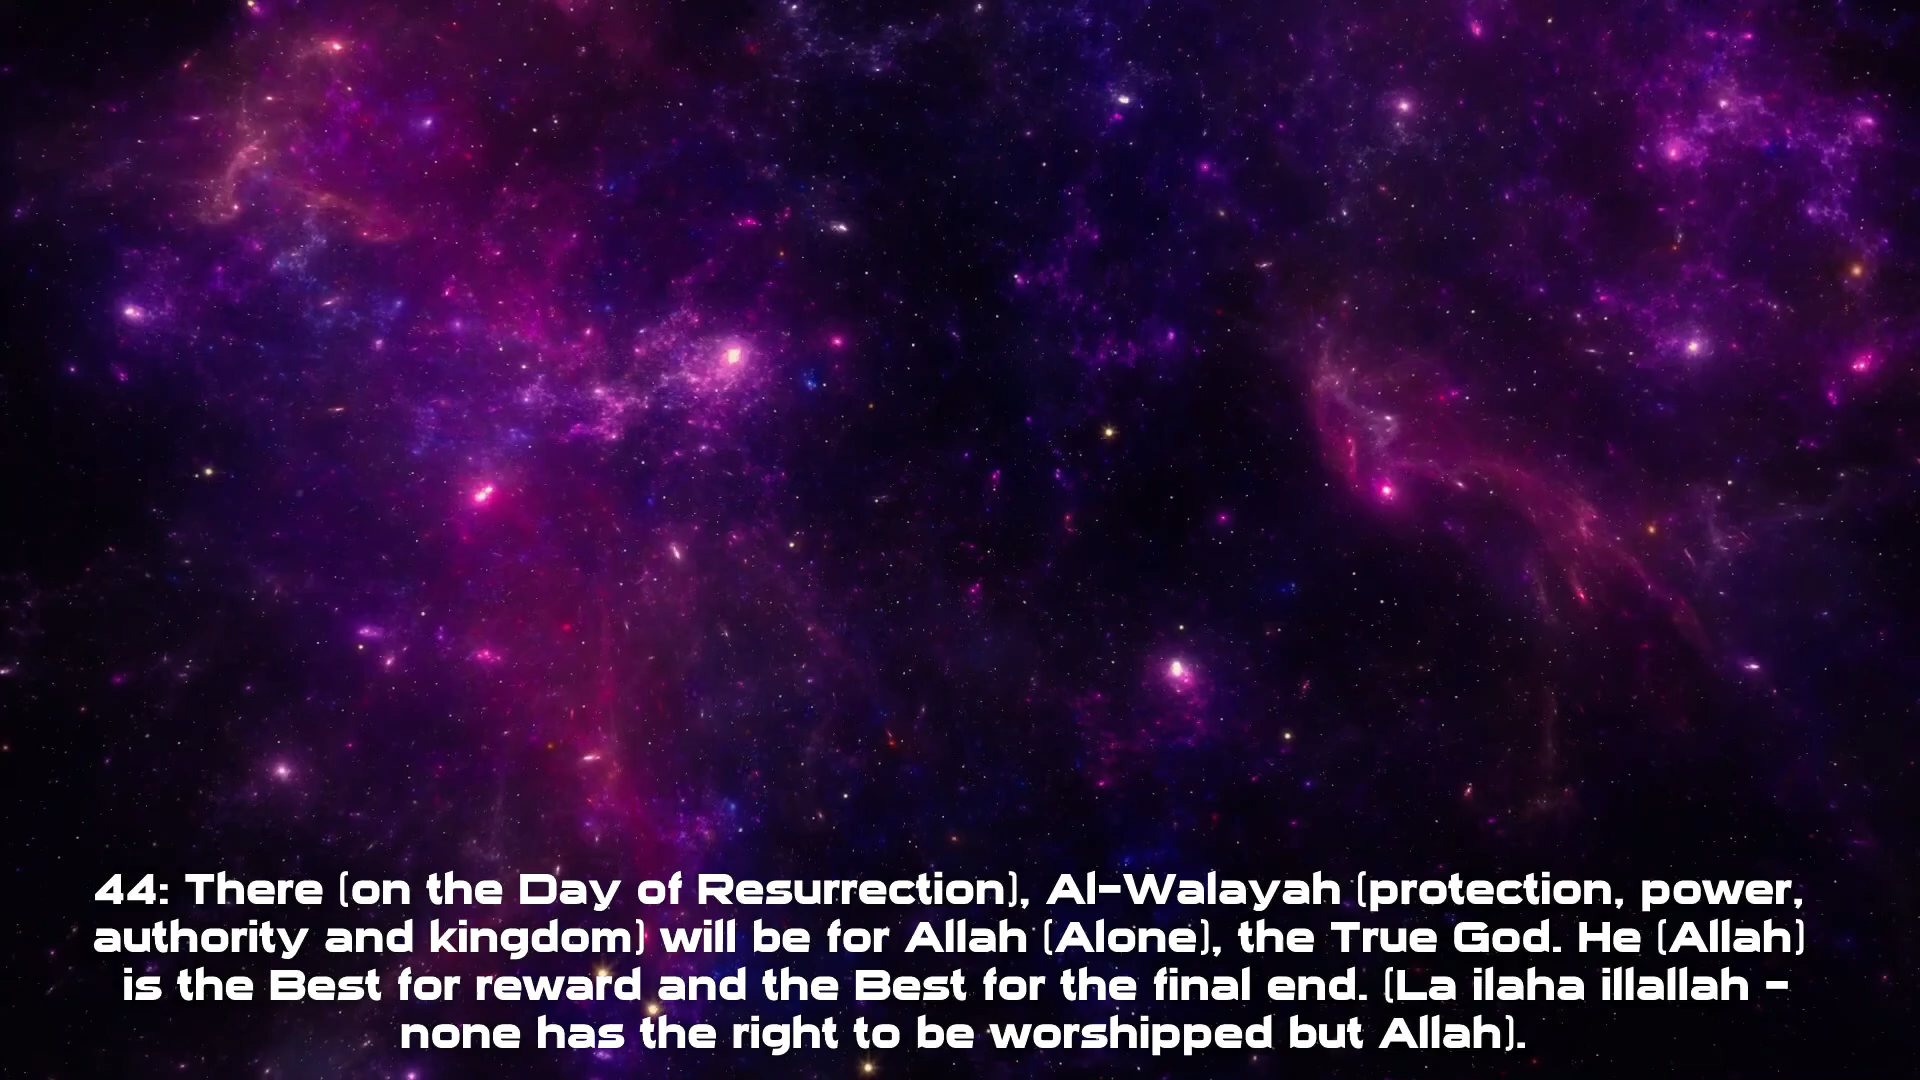 44: There (on the Day of Resurrection), Al-Walayah (protection, power,
authority and kingdom) will be for Allah (Alone), the True God. He (Allah)
is the Best for reward and the Best for the final end. (La ilaha illallah -
none has the right to be worshipped but Allah).